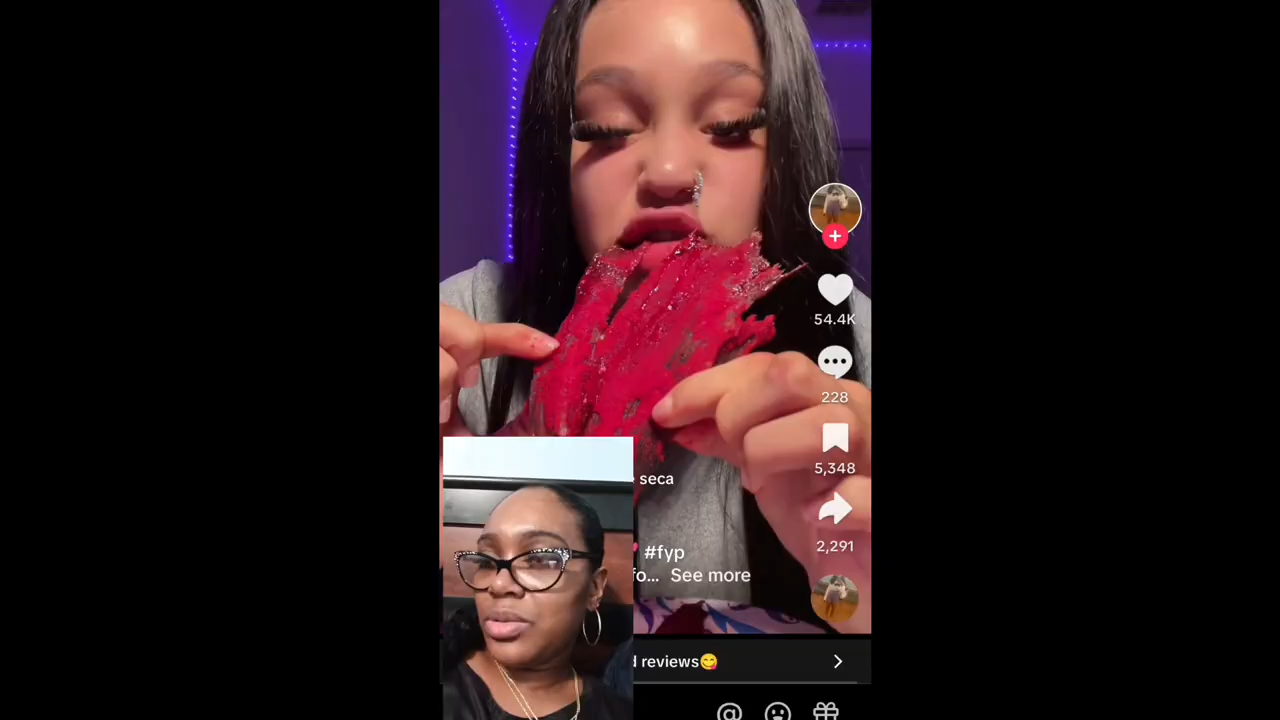 54.4K
228
5,348
2,291
seca
#fyp
fo... See more
reviews😋